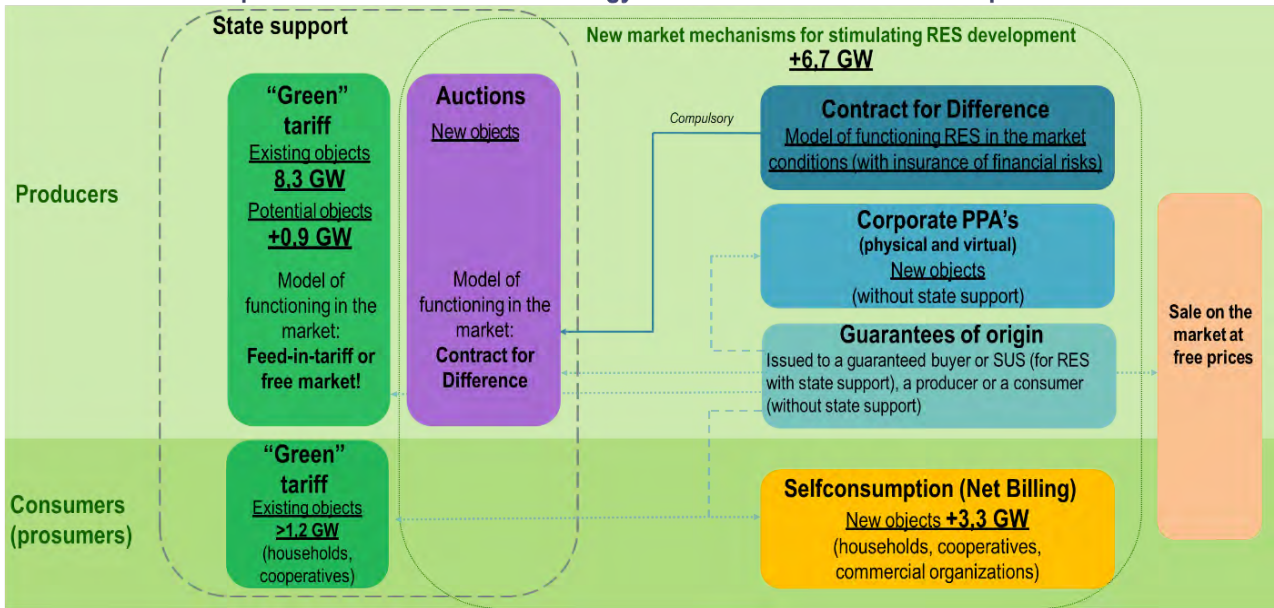 State support
New market mechanisms for stimulating RES development
+6,7 GW
Producers
“Green”
tariff
Existing objects
8,3 GW
Potential objects
+0,9 GW
Model of
functioning in the
market:
Feed-in-tariff or
free market!
Auctions
New objects
Model of
functioning in the
market:
Contract for
Difference
Compulsory
Contract for Difference
Model of functioning RES in the market
conditions (with insurance of financial risks)
Corporate PPA's
(physical and virtual)
New objects
(without state support)
Guarantees of origin
Issued to a guaranteed buyer or SUS (for RES
with state support), a producer or a consumer
(without state support)
Sale on the
market at
free prices
Consumers
(prosumers)
“Green”
tariff
Existing objects
>1,2 GW
(households,
cooperatives)
Selfconsumption (Net Billing)
New objects +3,3 GW
(households, cooperatives,
commercial organizations)